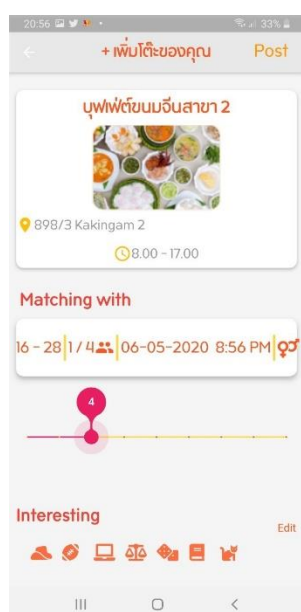 20:56 33%
+ เพิ่มโต๊ะของคุณ Post
บุฟเฟ่ต์ขนมจีนสาขา 2
898/3 Kakingam 2
8.00 - 17.00
Matching with
16 - 28 1 / 4 06-05-2020 8:56 PM
4
Interesting
Edit